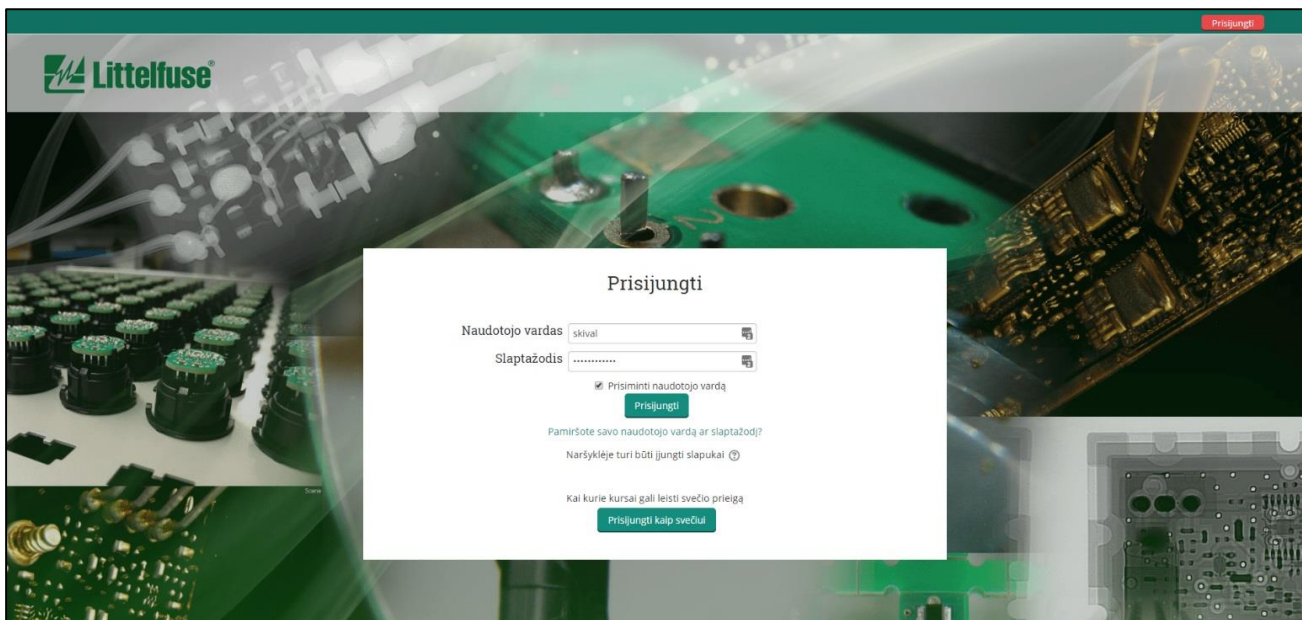 Prisijungti
Littelfuse®
Prisijungti
Naudotojo vardas skival
Slaptažodis ............
Prisiminti naudotojo vardą
Prisijungti
Pamiršote savo naudotojo vardą ar slaptažodį?
Naršyklėje turi būti įjungti slapukai ?
Kai kurie kursai gali leisti svečio prieigą
Prisijungti kaip svečiui